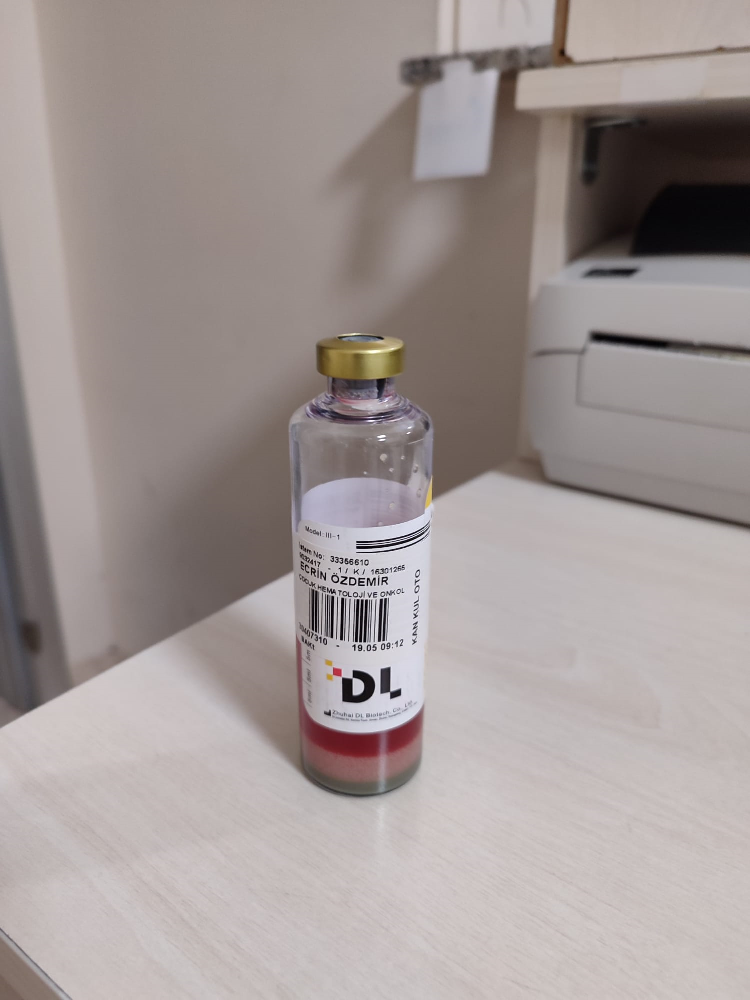 Model: III-1
İstem No: 33356610
9032417 - 1 / K / 16301265
ECRİN ÖZDEMİR
ÇOCUK HEMATOLOJİ VE ONKOL
KAN KUL OTO
30407310 - 19.05 09:12
BAKt
DL
Zhuhai DL Biotech. Co., Ltd.